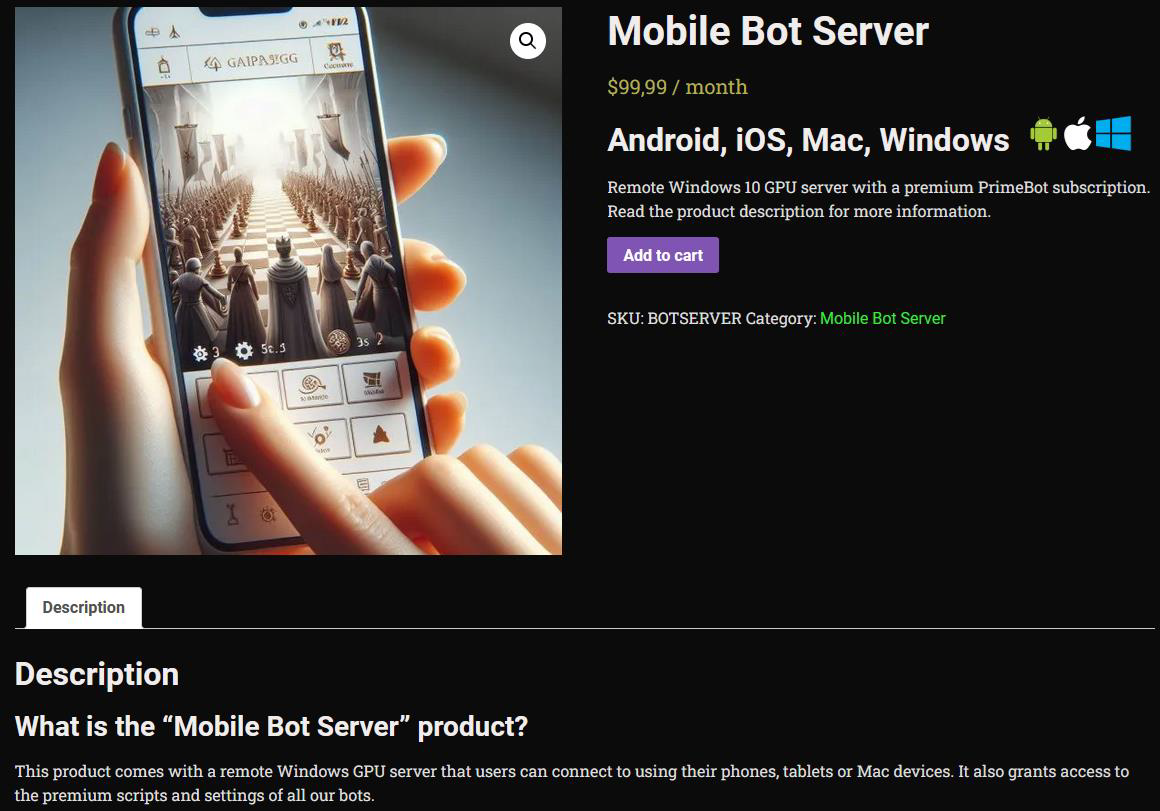 Mobile Bot Server
$99,99 / month
Android, iOS, Mac, Windows
Remote Windows 10 GPU server with a premium PrimeBot subscription.
Read the product description for more information.
Add to cart
SKU: BOTSERVER Category: Mobile Bot Server
3
3s 2
Description
Description
What is the “Mobile Bot Server” product?
This product comes with a remote Windows GPU server that users can connect to using their phones, tablets or Mac devices. It also grants access to
the premium scripts and settings of all our bots.